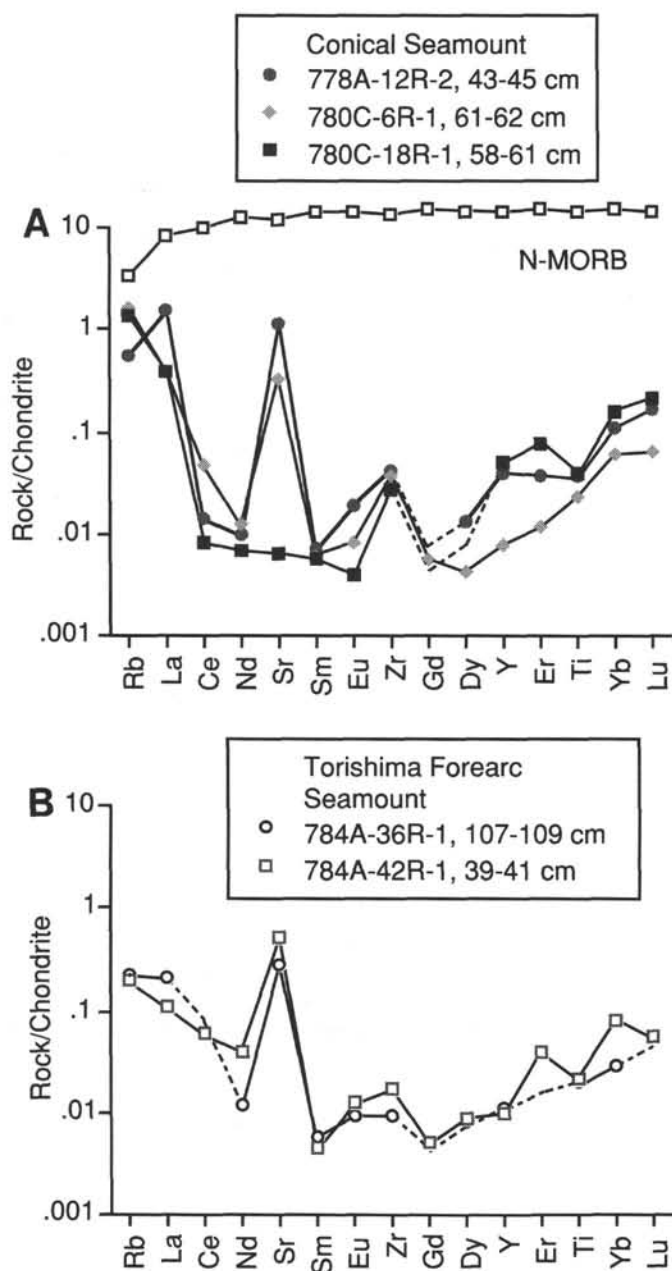 Conical Seamount
778A-12R-2, 43-45 cm
780C-6R-1, 61-62 cm
780C-18R-1, 58-61 cm
A
10
1
.1
.01
.001
Rock/Chondrite
N-MORB
Rb La Ce Nd Sr Sm Eu Zr Gd Dy Y Er Ti Yb Lu
Torishima Forearc
Seamount
784A-36R-1, 107-109 cm
784A-42R-1, 39-41 cm
B
10
1
.1
.01
.001
Rock/Chondrite
Rb La Ce Nd Sr Sm Eu Zr Gd Dy Y Er Ti Yb Lu